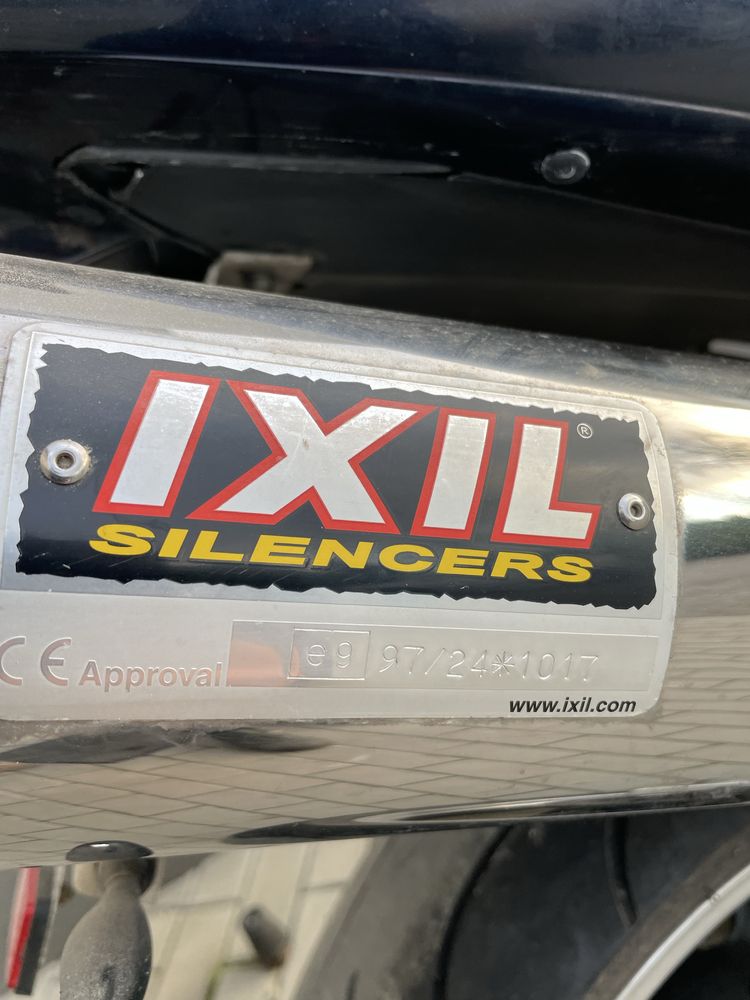 IXIL®
SILENCERS
CE Approval e9 97/24*1017
www.ixil.com